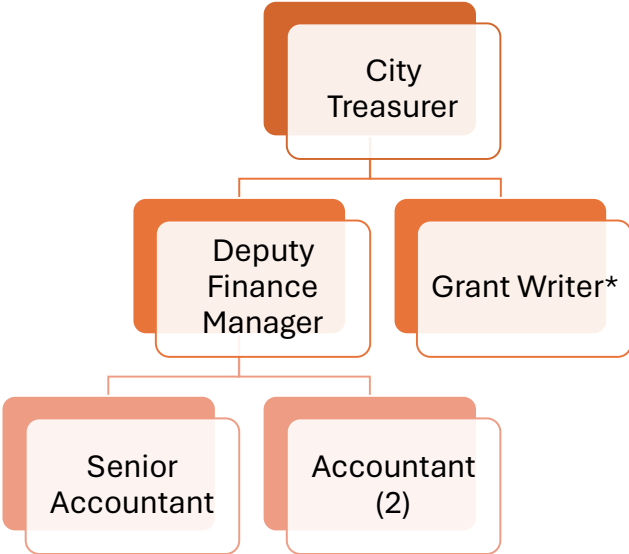 City
Treasurer
Deputy
Finance
Manager
Grant Writer*
Senior
Accountant
Accountant
(2)